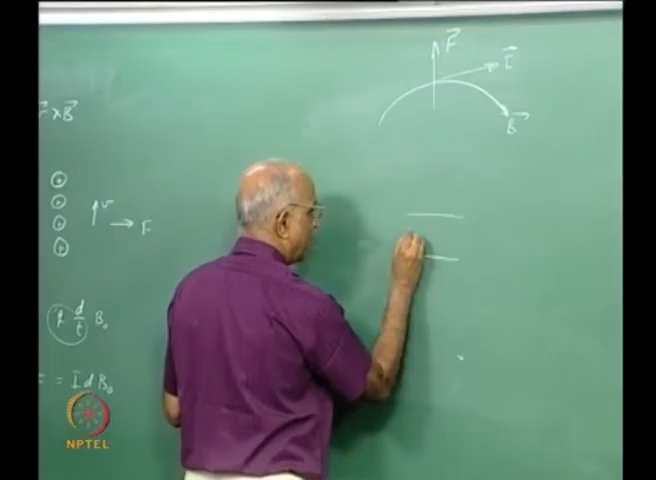 F⃗
I⃗
B⃗
× B⃗
v
F
q d/t B₀
= I d B₀
NPTEL